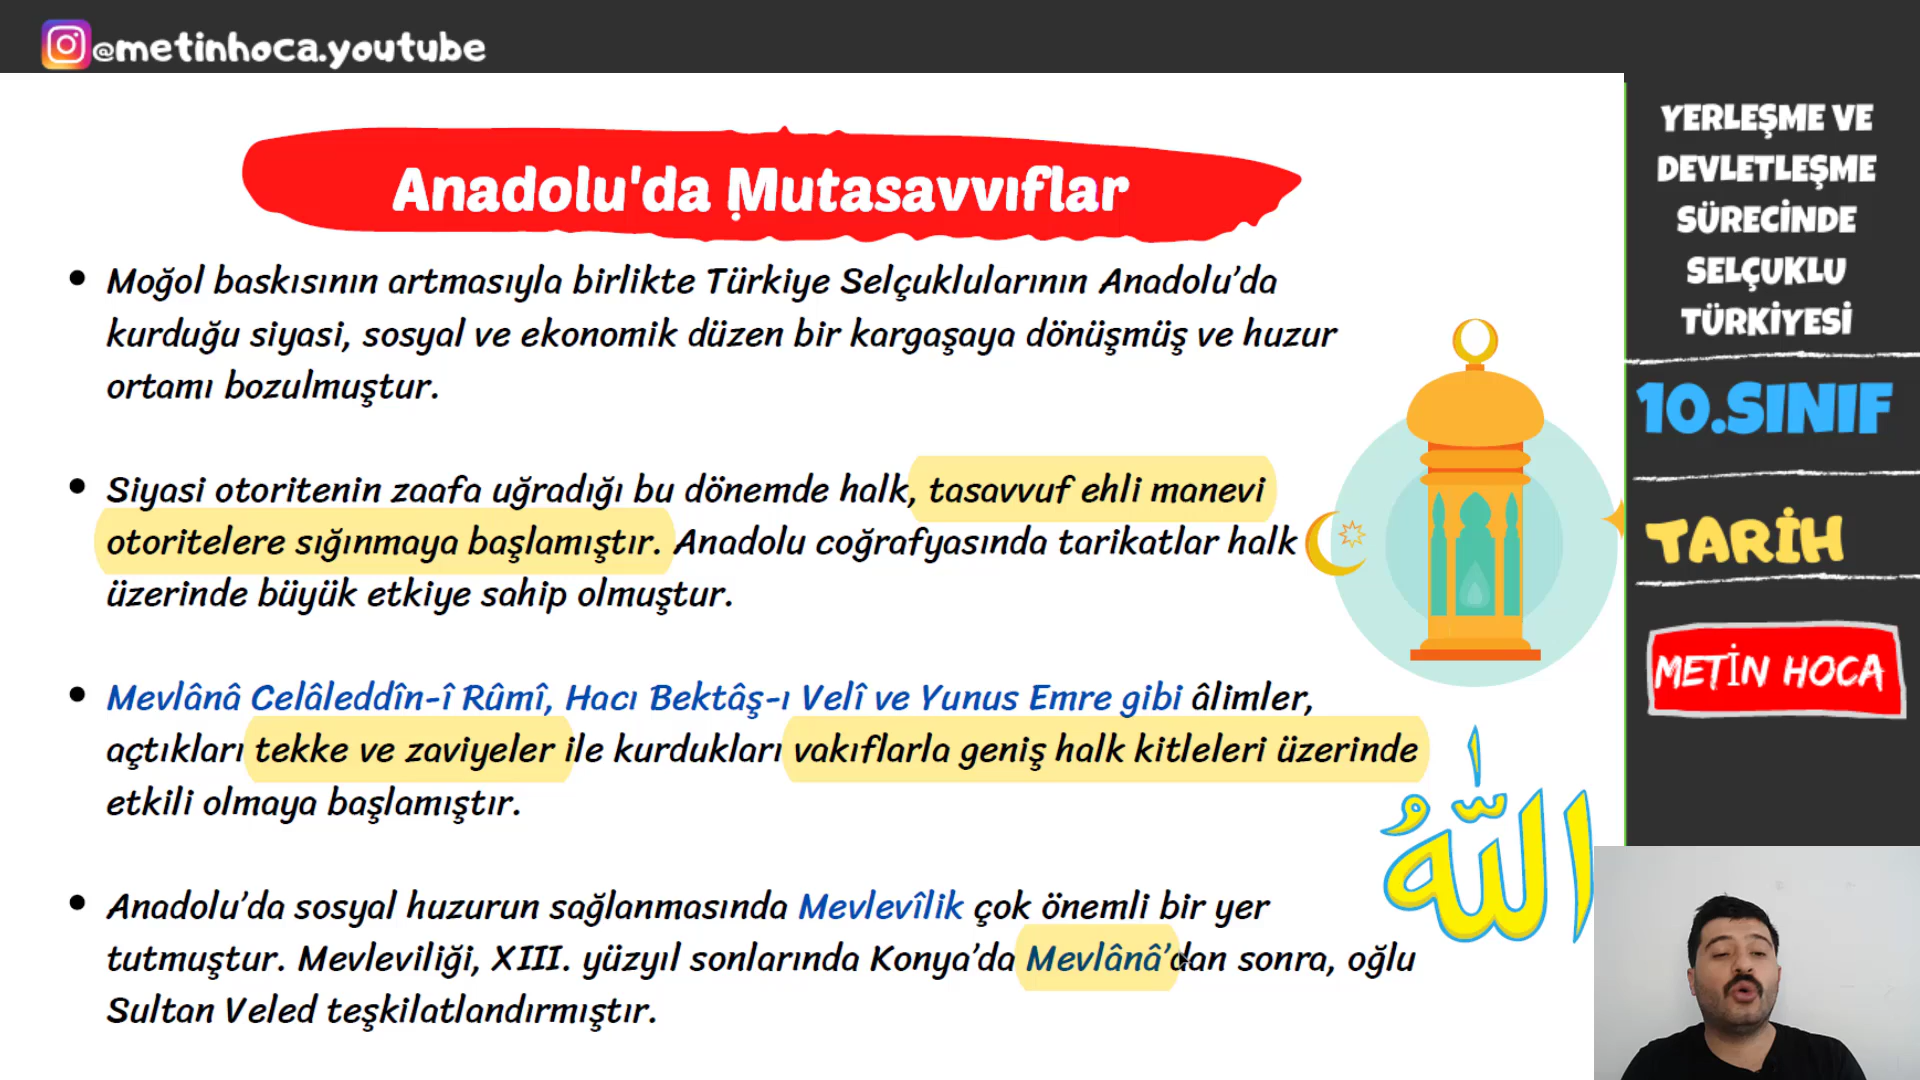 @metinhoca.youtube
Anadolu'da Mutasavvıflar
• Moğol baskısının artmasıyla birlikte Türkiye Selçuklularının Anadolu’da
kurduğu siyasi, sosyal ve ekonomik düzen bir kargaşaya dönüşmüş ve huzur
ortamı bozulmuştur.
• Siyasi otoritenin zaafa uğradığı bu dönemde halk, tasavvuf ehli manevi
otoritelere sığınmaya başlamıştır. Anadolu coğrafyasında tarikatlar halk
üzerinde büyük etkiye sahip olmuştur.
• Mevlânâ Celâleddîn-î Rûmî, Hacı Bektâş-ı Velî ve Yunus Emre gibi âlimler,
açtıkları tekke ve zaviyeler ile kurdukları vakıflarla geniş halk kitleleri üzerinde
etkili olmaya başlamıştır.
• Anadolu’da sosyal huzurun sağlanmasında Mevlevîlik çok önemli bir yer
tutmuştur. Mevleviliği, XIII. yüzyıl sonlarında Konya’da Mevlânâ’dan sonra, oğlu
Sultan Veled teşkilatlandırmıştır.
الله
YERLEŞME VE
DEVLETLEŞME
SÜRECİNDE
SELÇUKLU
TÜRKİYESİ
10.SINIF
TARİH
METİN HOCA